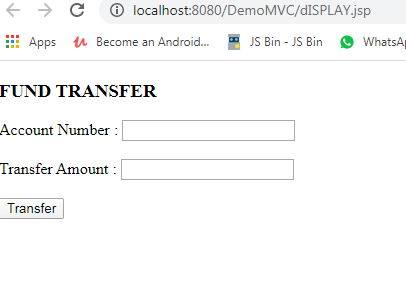 localhost:8080/DemoMVC/dISPLAY.jsp
Apps Become an Android... JS Bin - JS Bin WhatsA
FUND TRANSFER
Account Number :
Transfer Amount :
Transfer